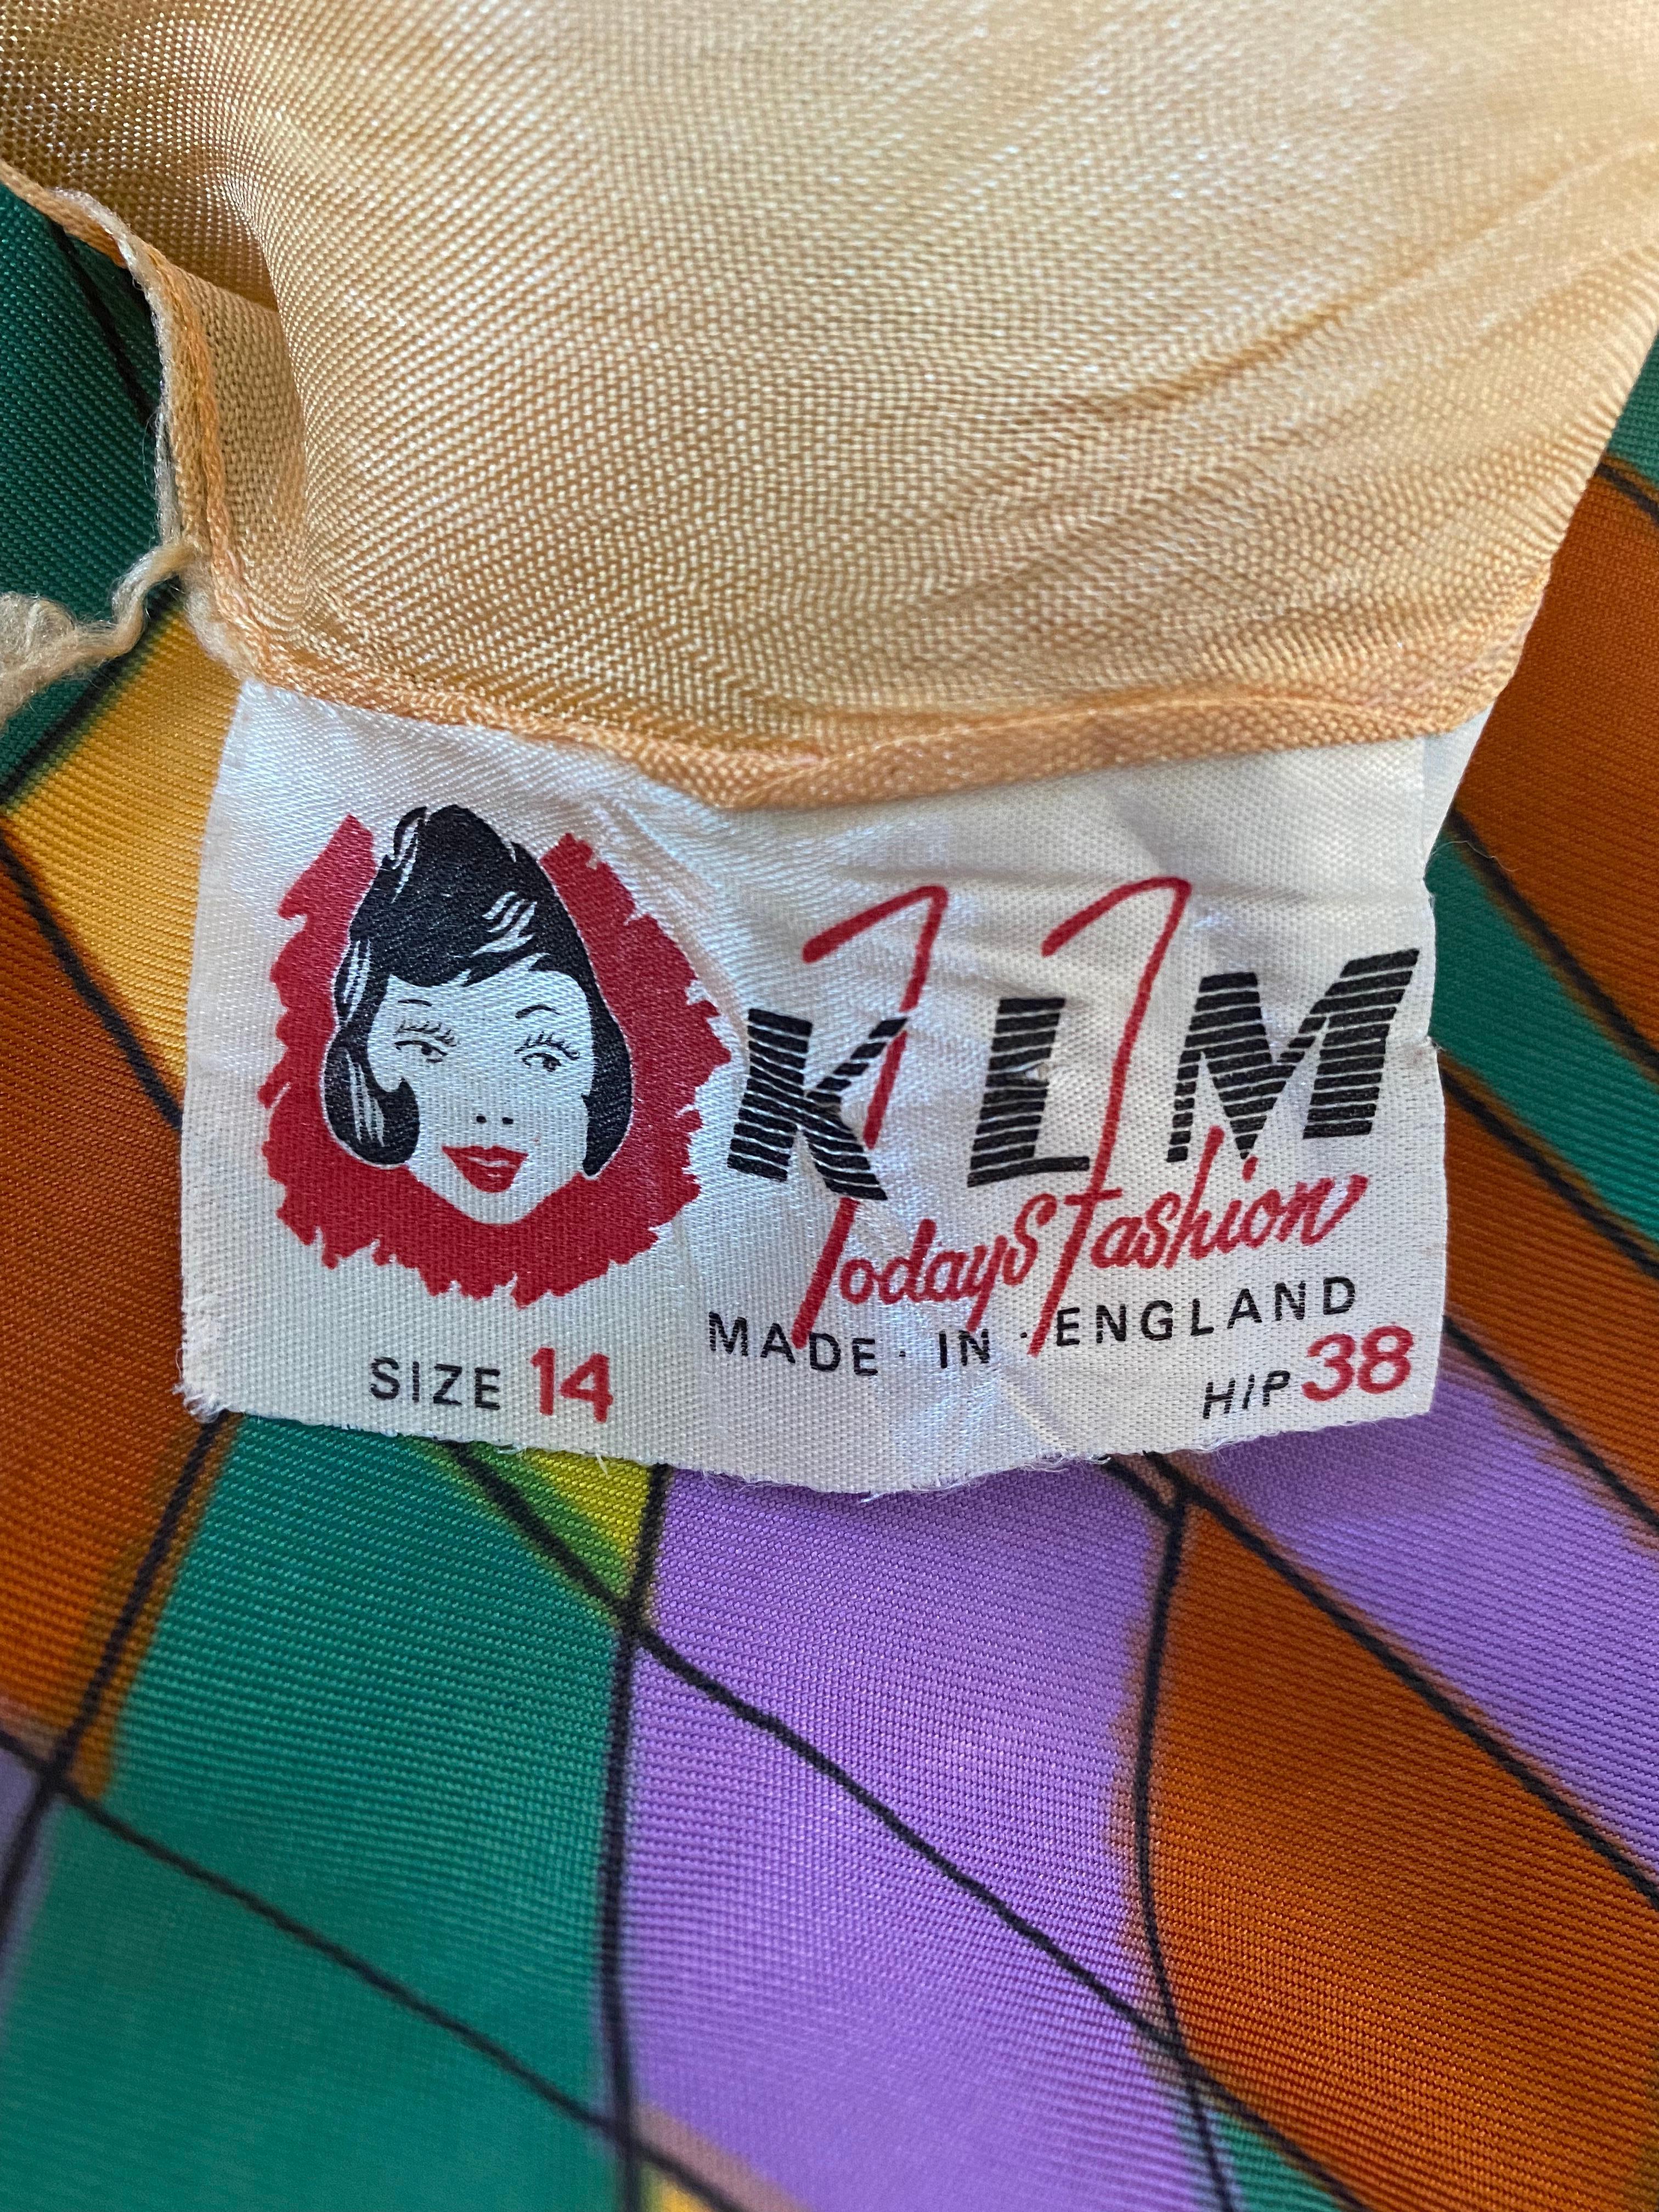 KLM
Todays Fashion
MADE · IN · ENGLAND
SIZE 14
HIP 38